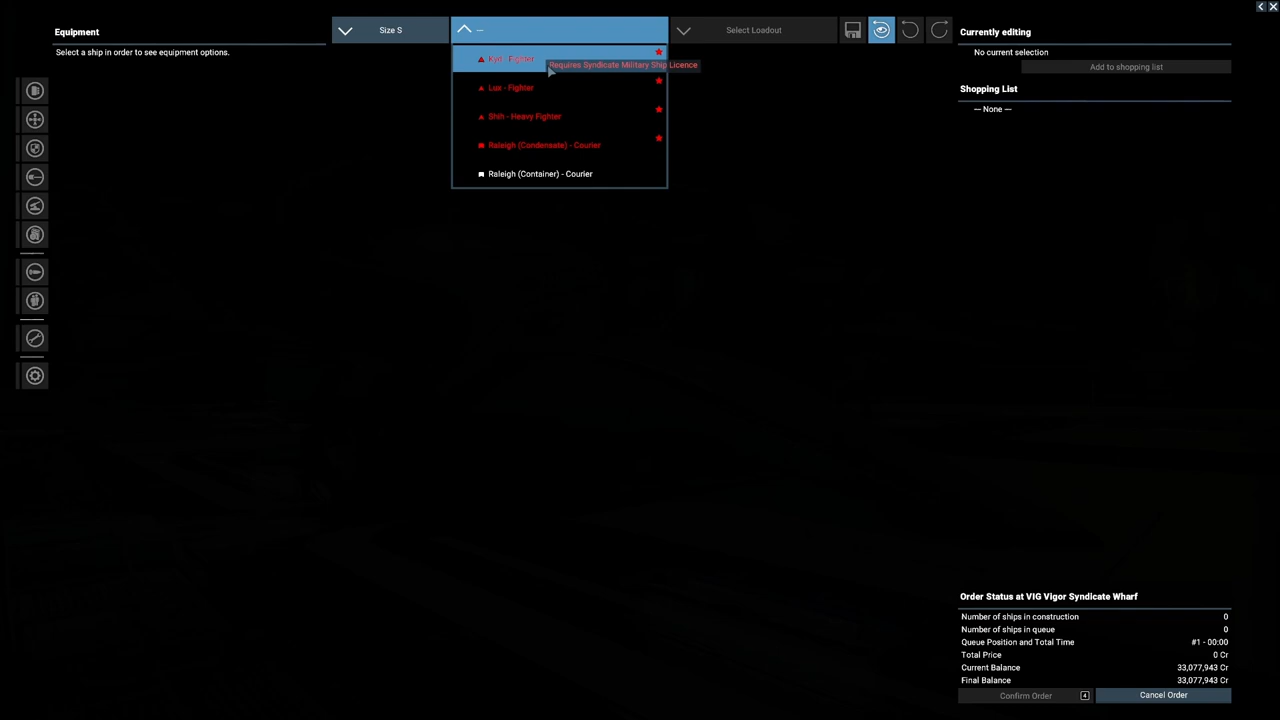 Equipment
Select a ship in order to see equipment options.
Size S
—
Select Loadout
Kyd - Fighter
Requires Syndicate Military Ship Licence
Lux - Fighter
Shih - Heavy Fighter
Raleigh (Condensate) - Courier
Raleigh (Container) - Courier
Currently editing
No current selection
Add to shopping list
Shopping List
— None —
Order Status at VIG Vigor Syndicate Wharf
Number of ships in construction 0
Number of ships in queue 0
Queue Position and Total Time #1 - 00:00
Total Price 0 Cr
Current Balance 33,077,943 Cr
Final Balance 33,077,943 Cr
Confirm Order 4
Cancel Order